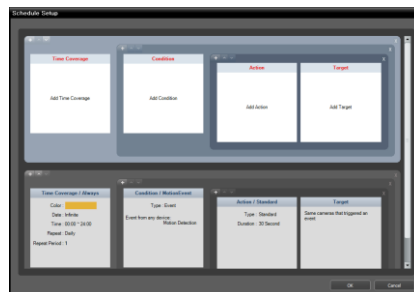 Schedule Setup
Time Coverage
Condition
Action
Target
Add Time Coverage
Add Condition
Add Action
Add Target
Time Coverage / Always
Color :
Date : Infinite
Time : 00:00 ~ 24:00
Repeat : Daily
Repeat Period : 1
Condition / MotionEvent
Type : Event
Event from any device
Motion Detection
Action / Standard
Type : Standard
Duration : 30 Second
Target
Same cameras that triggered an
event
OK
Cancel